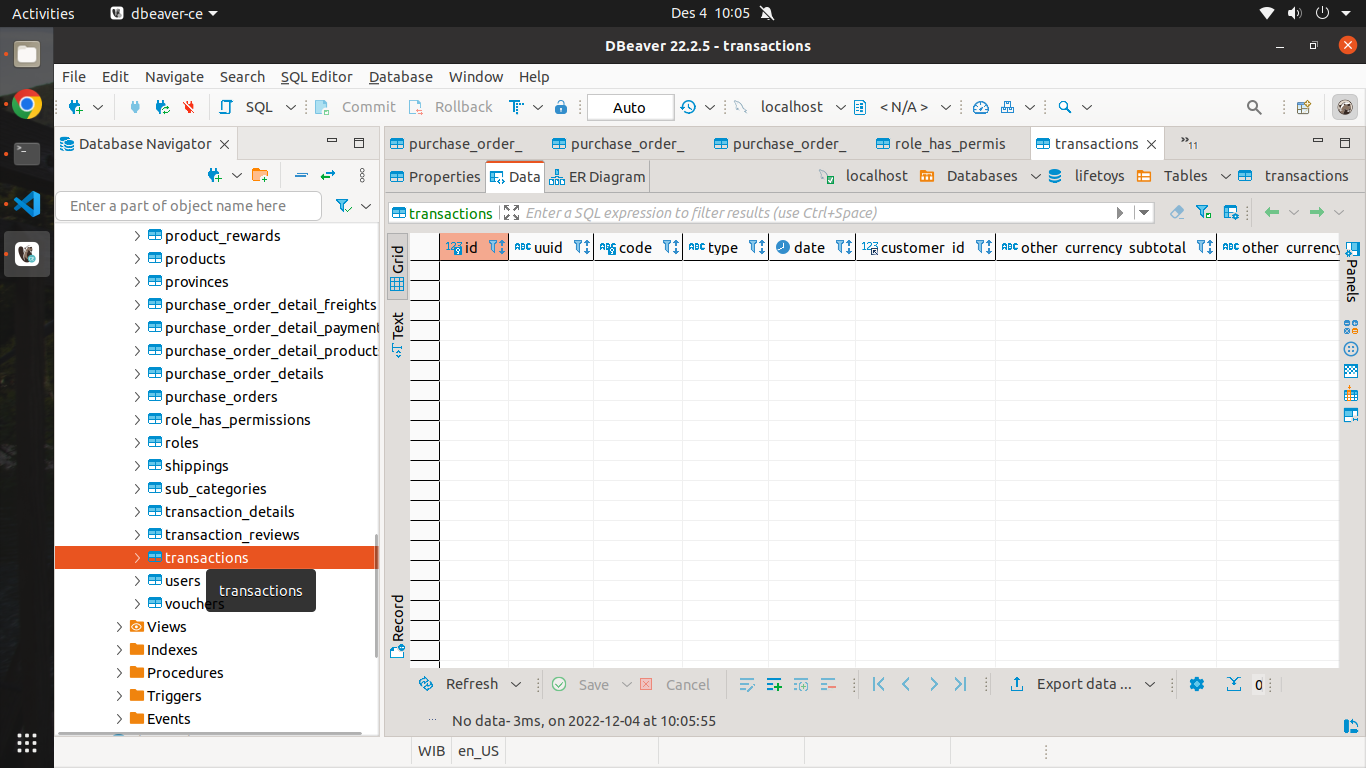 Activities dbeaver-ce Des 4 10:05
DBeaver 22.2.5 - transactions
File Edit Navigate Search SQL Editor Database Window Help
SQL Commit Rollback Auto localhost < N/A >
Database Navigator
purchase_order_ purchase_order_ purchase_order_ role_has_permis transactions »11
Properties Data ER Diagram localhost Databases lifetoys Tables transactions
Enter a part of object name here
transactions Enter a SQL expression to filter results (use Ctrl+Space)
product_rewards
products
provinces
purchase_order_detail_freights
purchase_order_detail_payment
purchase_order_detail_product
purchase_order_details
purchase_orders
role_has_permissions
roles
shippings
sub_categories
transaction_details
transaction_reviews
transactions
users
transactions
vouchers
Views
Indexes
Procedures
Triggers
Events
Grid
Text
Record
123 id ABC uuid ABC code ABC type date 123 customer_id ABC other_currency_subtotal ABC other_currency
Panels
Refresh Save Cancel Export data ... 0
No data - 3ms, on 2022-12-04 at 10:05:55
WIB en_US